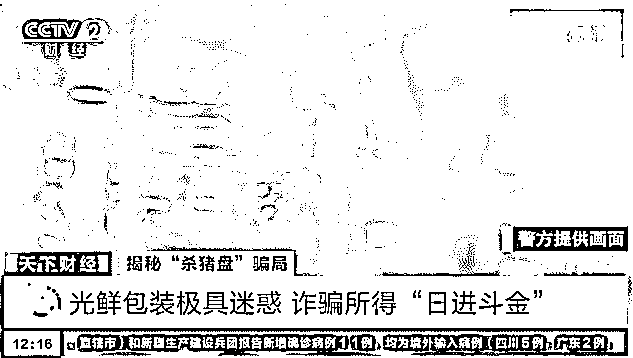 CCTV 2
财经
警方提供画面
天下财经 揭秘“杀猪盘”骗局
光鲜包装极具迷惑 诈骗所得“日进斗金”
12:16 直辖市）和新疆生产建设兵团报告新增确诊病例11例，均为境外输入病例（四川5例，广东2例）